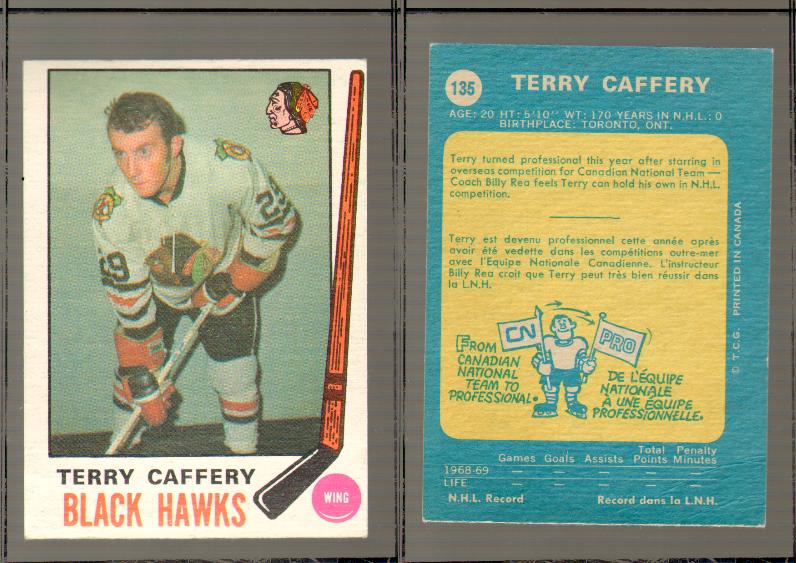 29
29
TERRY CAFFERY
BLACK HAWKS
WING
135
TERRY CAFFERY
AGE: 20 HT: 5'10" WT: 170 YEARS IN N.H.L.: 0
BIRTHPLACE: TORONTO, ONT.
Terry turned professional this year after starring in
overseas competition for Canadian National Team —
Coach Billy Rea feels Terry can hold his own in N.H.L.
competition.
Terry est devenu professionnel cette année après
avoir été vedette dans les compétitions outre-mer
avec l'Equipe Nationale Canadienne. L'instructeur
Billy Rea croit que Terry peut très bien réussir dans
la L.N.H.
CN
PRO
FROM
CANADIAN
NATIONAL
TEAM TO
PROFESSIONAL.
DE L'ÉQUIPE
NATIONALE
À UNE ÉQUIPE
PROFESSIONNELLE.
Games Goals Assists Total Points Penalty Minutes
1968-69 — — — — —
LIFE — — — — —
N.H.L. Record Record dans la L.N.H.
© T.C.G. PRINTED IN CANADA